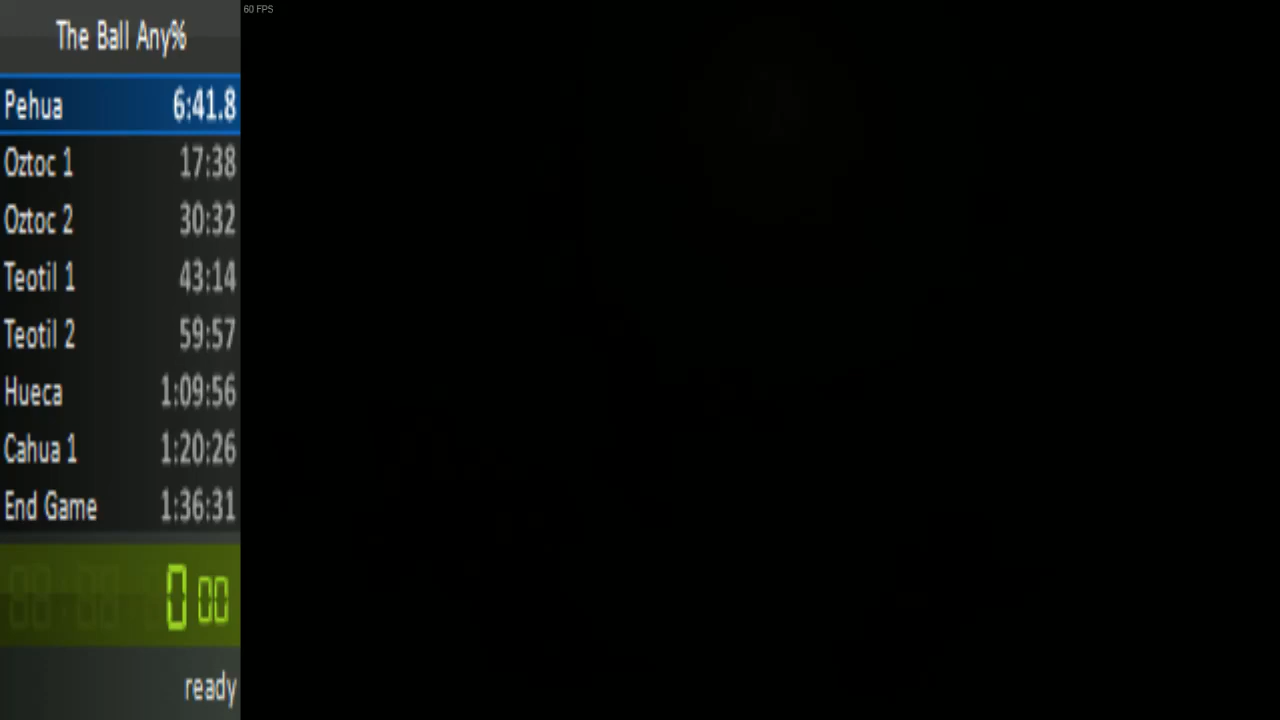 60 FPS
The Ball Any%
Pehua 6:41.8
Oztoc 1 17:38
Oztoc 2 30:32
Teotil 1 43:14
Teotil 2 59:57
Hueca 1:09:56
Cahua 1 1:20:26
End Game 1:36:31
0 00
ready